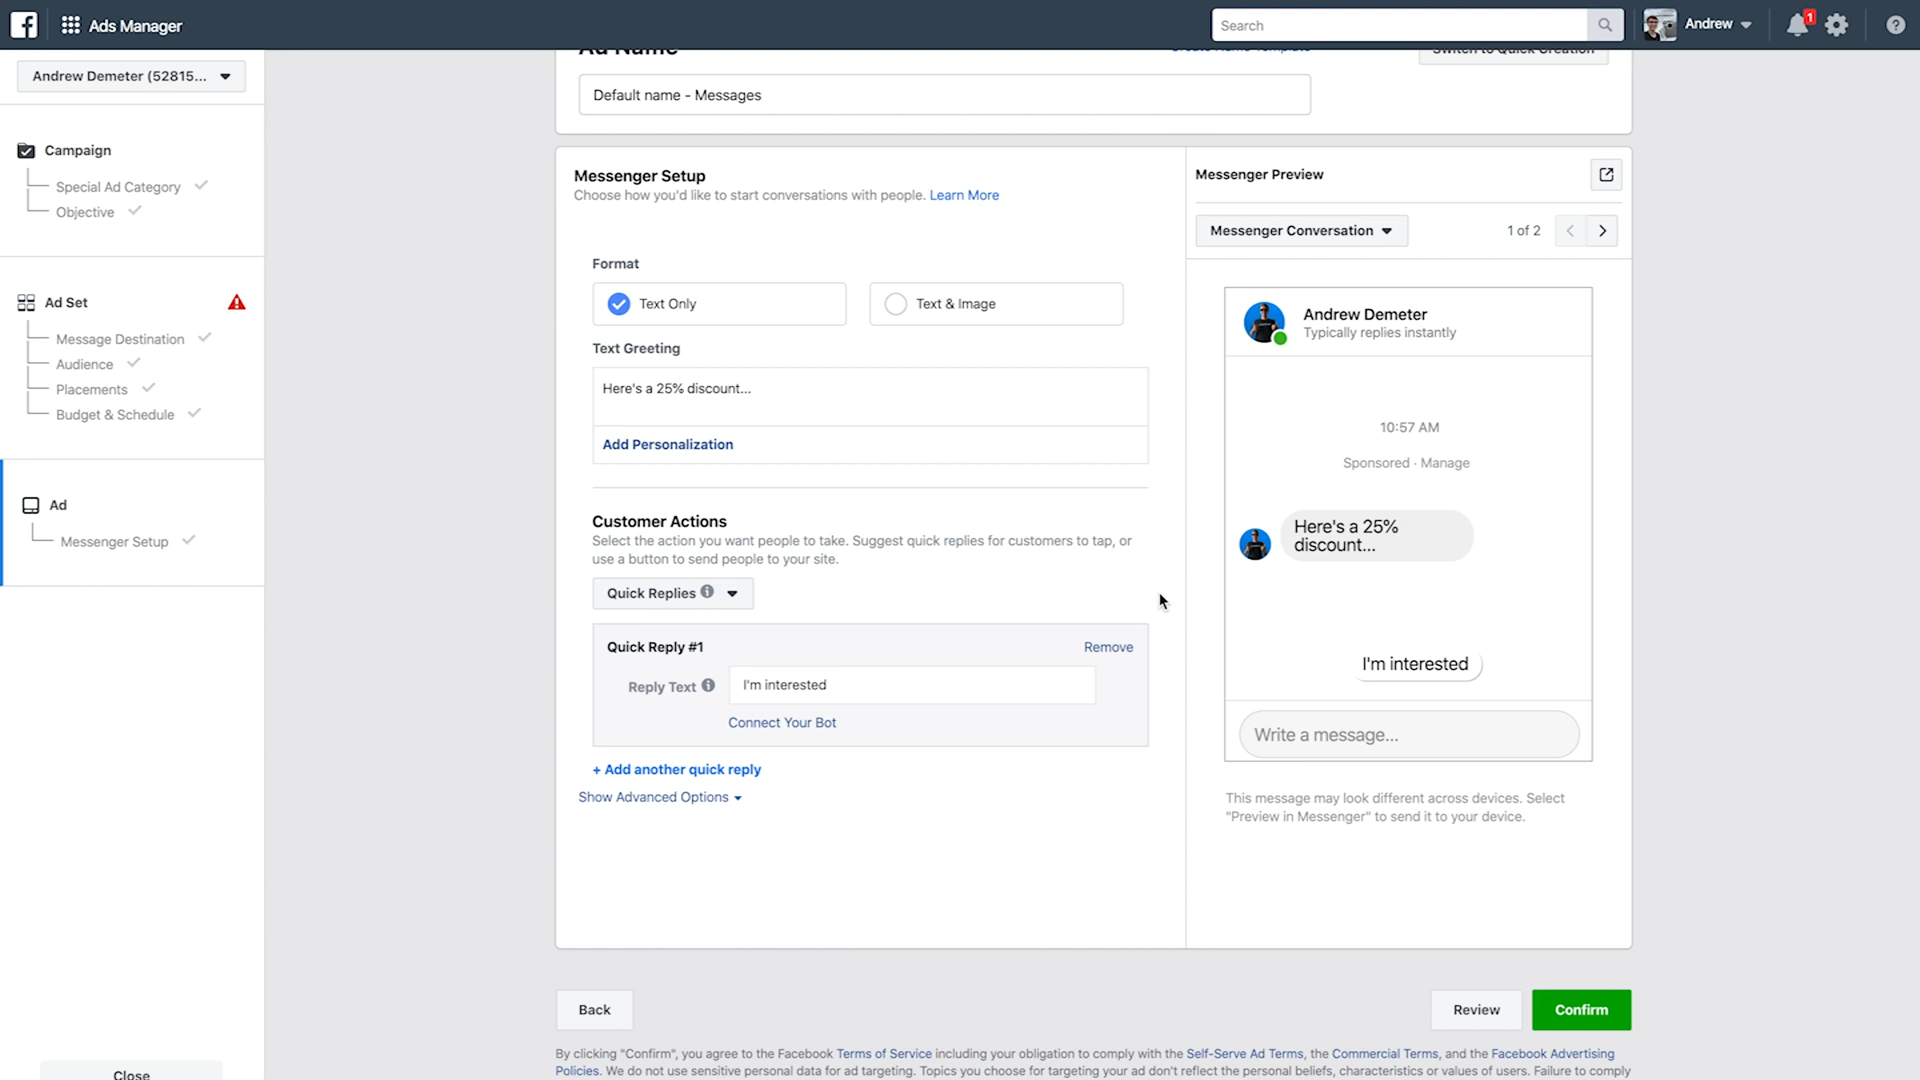 Ads Manager
Search
Andrew
1
Andrew Demeter (52815...
Campaign
Special Ad Category
Objective
Ad Set
Message Destination
Audience
Placements
Budget & Schedule
Ad
Messenger Setup
Close
Ad Name
Create Name Template
Switch to Quick Creation
Default name - Messages
Messenger Setup
Choose how you'd like to start conversations with people. Learn More
Format
Text Only
Text & Image
Text Greeting
Here's a 25% discount...
Add Personalization
Customer Actions
Select the action you want people to take. Suggest quick replies for customers to tap, or
use a button to send people to your site.
Quick Replies
Quick Reply #1
Remove
Reply Text
I'm interested
Connect Your Bot
+ Add another quick reply
Show Advanced Options
Messenger Preview
Messenger Conversation
1 of 2
Andrew Demeter
Typically replies instantly
10:57 AM
Sponsored · Manage
Here's a 25%
discount...
I'm interested
Write a message...
This message may look different across devices. Select
"Preview in Messenger" to send it to your device.
Back
Review
Confirm
By clicking "Confirm", you agree to the Facebook Terms of Service including your obligation to comply with the Self-Serve Ad Terms, the Commercial Terms, and the Facebook Advertising
Policies. We do not use sensitive personal data for ad targeting. Topics you choose for targeting your ad don't reflect the personal beliefs, characteristics or values of users. Failure to comply